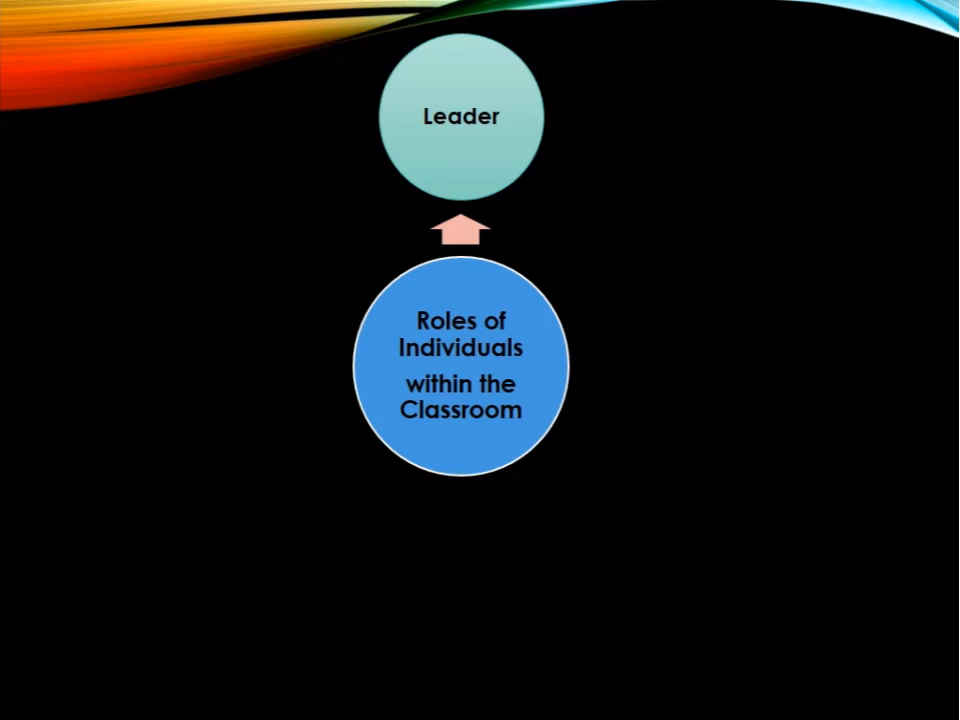 Leader
Roles of
Individuals
within the
Classroom